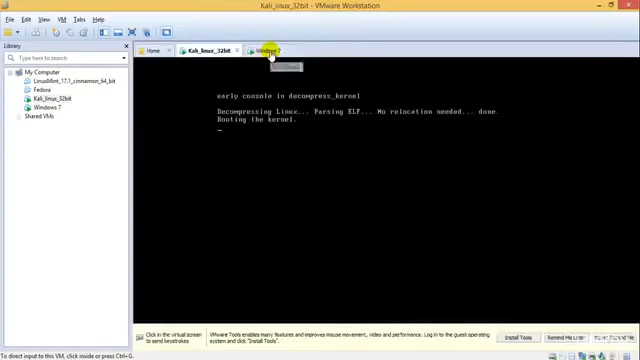 Kali_linux_32bit - VMware Workstation
File Edit View VM Tabs Help
Library
Type here to search
My Computer
LinuxMint_17.1_cinnamon_64_bit
Fedora
Kali_linux_32bit
Windows 7
Shared VMs
Home Kali_linux_32bit Windows 7
early console in decompress_kernel
Decompressing Linux... Parsing ELF... No relocation needed... done.
Booting the kernel.
Click in the virtual screen
to send keystrokes
VMware Tools enables many features and improves mouse movement, video and performance. Log in to the guest operating
system and click "Install Tools".
Install Tools Remind Me Later
To direct input to this VM, click inside or press Ctrl+G.